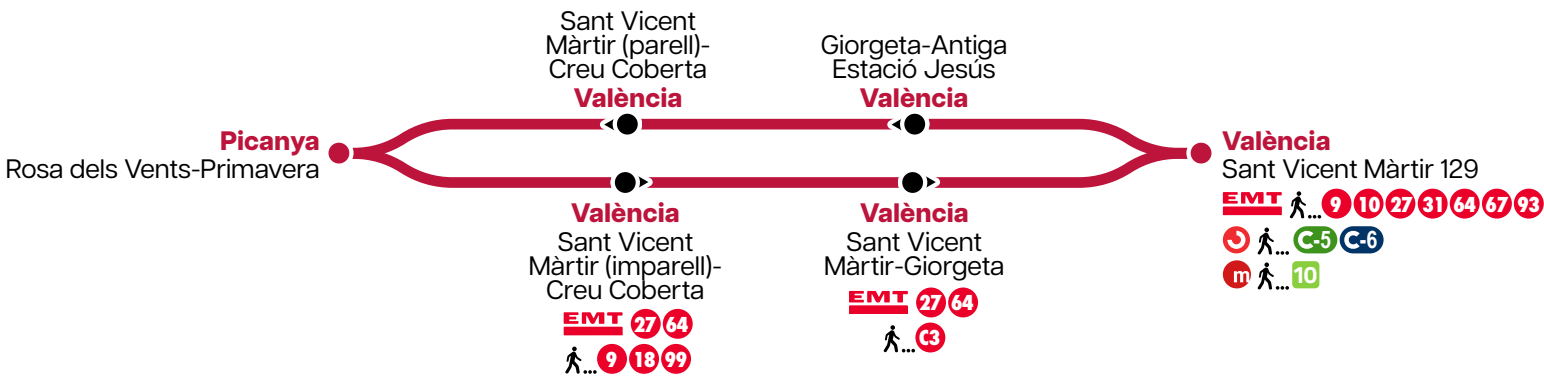 Sant Vicent
Màrtir (parell)-
Creu Coberta
València
Giorgeta-Antiga
Estació Jesús
València
Picanya
Rosa dels Vents-Primavera
València
Sant Vicent Màrtir 129
EMT ... 9 10 27 31 64 67 93
... C-5 C-6
m ... 10
València
Sant Vicent
Màrtir (imparell)-
Creu Coberta
EMT 27 64
... 9 18 99
València
Sant Vicent
Màrtir-Giorgeta
EMT 27 64
... C3